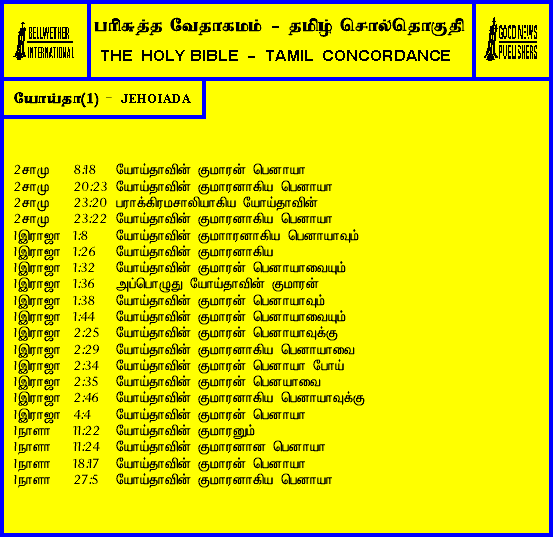 BELLWETHER
INTERNATIONAL
பரிசுத்த வேதாகமம் - தமிழ் சொல்தொகுதி
THE HOLY BIBLE - TAMIL CONCORDANCE
GOOD NEWS
PUBLISHERS
யோய்தா(1) - JEHOIADA
2சாமு 8:18 யோய்தாவின் குமாரன் பெனாயா
2சாமு 20:23 யோய்தாவின் குமாரனாகிய பெனாயா
2சாமு 23:20 பராக்கிரமசாலியாகிய யோய்தாவின்
2சாமு 23:22 யோய்தாவின் குமாரனாகிய பெனாயா
1இராஜா 1:8 யோய்தாவின் குமாாரனாகிய பெனாயாவும்
1இராஜா 1:26 யோய்தாவின் குமாரனாகிய
1இராஜா 1:32 யோய்தாவின் குமாரன் பெனாயாவையும்
1இராஜா 1:36 அப்பொழுது யோய்தாவின் குமாரன்
1இராஜா 1:38 யோய்தாவின் குமாரன் பெனாயாவும்
1இராஜா 1:44 யோய்தாவின் குமாரன் பெனாயாவையும்
1இராஜா 2:25 யோய்தாவின் குமாரன் பெனாயாவுக்கு
1இராஜா 2:29 யோய்தாவின் குமாரனாகிய பெனாயாவை
1இராஜா 2:34 யோய்தாவின் குமாரன் பெனாயா போய்
1இராஜா 2:35 யோய்தாவின் குமாரன் பெனயாவை
1இராஜா 2:46 யோய்தாவின் குமாரனாகிய பெனாயாவுக்கு
1இராஜா 4:4 யோய்தாவின் குமாரன் பெனாயா
1நாளா 11:22 யோய்தாவின் குமாரனும்
1நாளா 11:24 யோய்தாவின் குமாரனான பெனாயா
1நாளா 18:17 யோய்தாவின் குமாரன் பெனாயா
1நாளா 27:5 யோய்தாவின் குமாரனாகிய பெனாயா